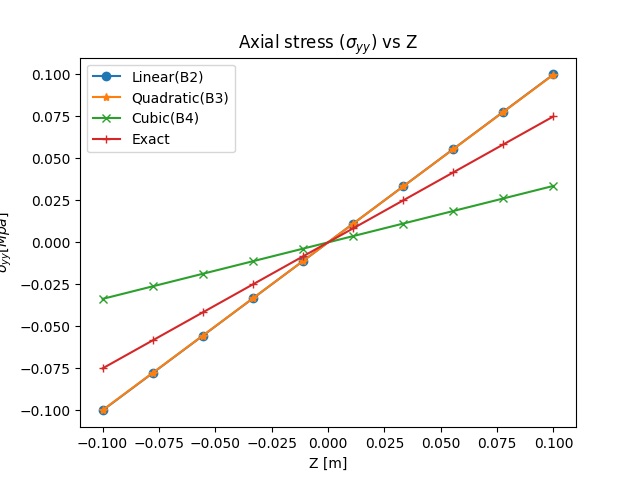 Axial stress (σyy) vs Z
Linear(B2)
Quadratic(B3)
Cubic(B4)
Exact
0.100
0.075
0.050
0.025
0.000
−0.025
−0.050
−0.075
−0.100
σyy[Mpa]
−0.100 −0.075 −0.050 −0.025 0.000 0.025 0.050 0.075 0.100
Z [m]